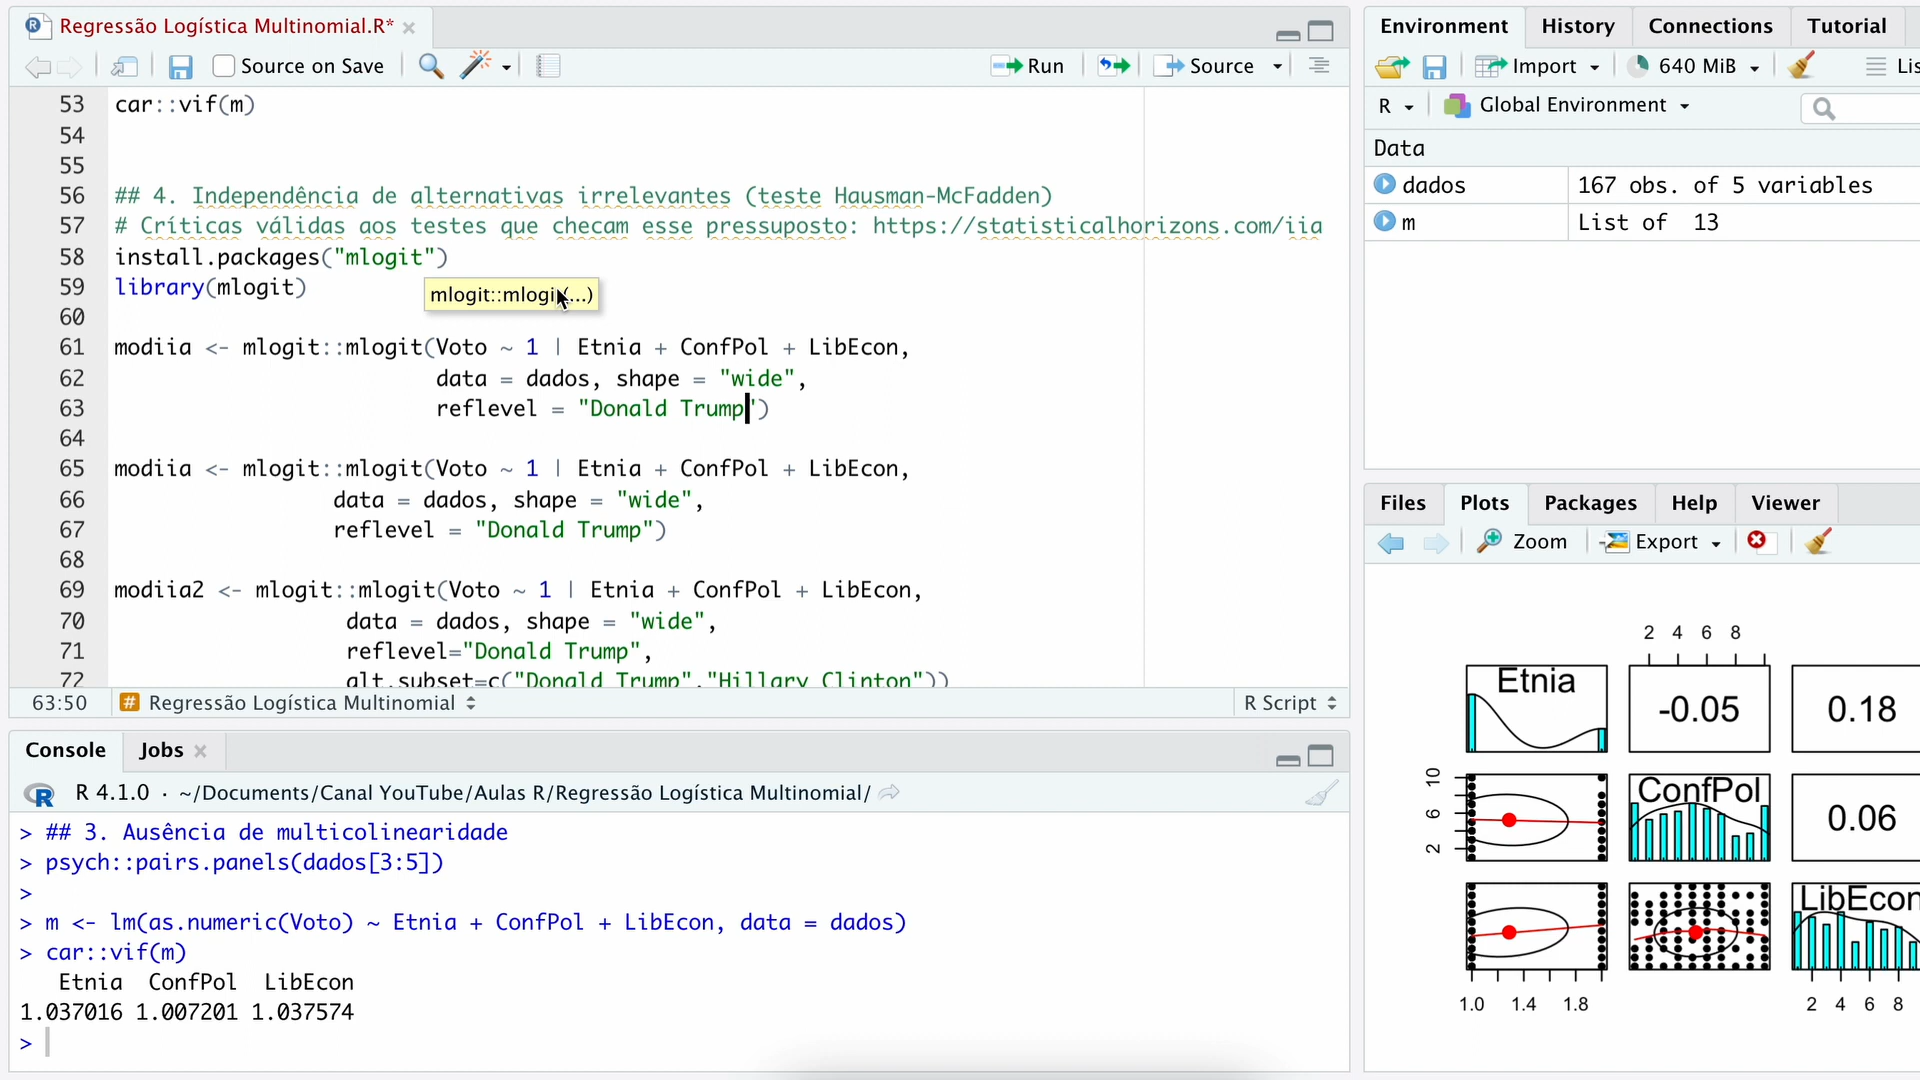 Regressão Logística Multinomial.R*
Source on Save
Run
Source
53 car::vif(m)
54
55
56 ## 4. Independência de alternativas irrelevantes (teste Hausman-McFadden)
57 # Críticas válidas aos testes que checam esse pressuposto: https://statisticalhorizons.com/iia
58 install.packages("mlogit")
59 library(mlogit)
mlogit::mlogit(...)
60
61 modiia <- mlogit::mlogit(Voto ~ 1 | Etnia + ConfPol + LibEcon,
62 data = dados, shape = "wide",
63 reflevel = "Donald Trump")
64
65 modiia <- mlogit::mlogit(Voto ~ 1 | Etnia + ConfPol + LibEcon,
66 data = dados, shape = "wide",
67 reflevel = "Donald Trump")
68
69 modiia2 <- mlogit::mlogit(Voto ~ 1 | Etnia + ConfPol + LibEcon,
70 data = dados, shape = "wide",
71 reflevel="Donald Trump",
72 alt.subset=c("Donald Trump","Hillary Clinton"))
63:50 # Regressão Logística Multinomial R Script
Console Jobs
R 4.1.0 · ~/Documents/Canal YouTube/Aulas R/Regressão Logística Multinomial/
> ## 3. Ausência de multicolinearidade
> psych::pairs.panels(dados[3:5])
>
> m <- lm(as.numeric(Voto) ~ Etnia + ConfPol + LibEcon, data = dados)
> car::vif(m)
Etnia ConfPol LibEcon
1.037016 1.007201 1.037574
>
Environment History Connections Tutorial
Import 640 MiB
R Global Environment
Data
dados 167 obs. of 5 variables
m List of 13
Files Plots Packages Help Viewer
Zoom Export
2 4 6 8
Etnia -0.05 0.18
10 6 2
ConfPol 0.06
LibEcon
1.0 1.4 1.8
2 4 6 8